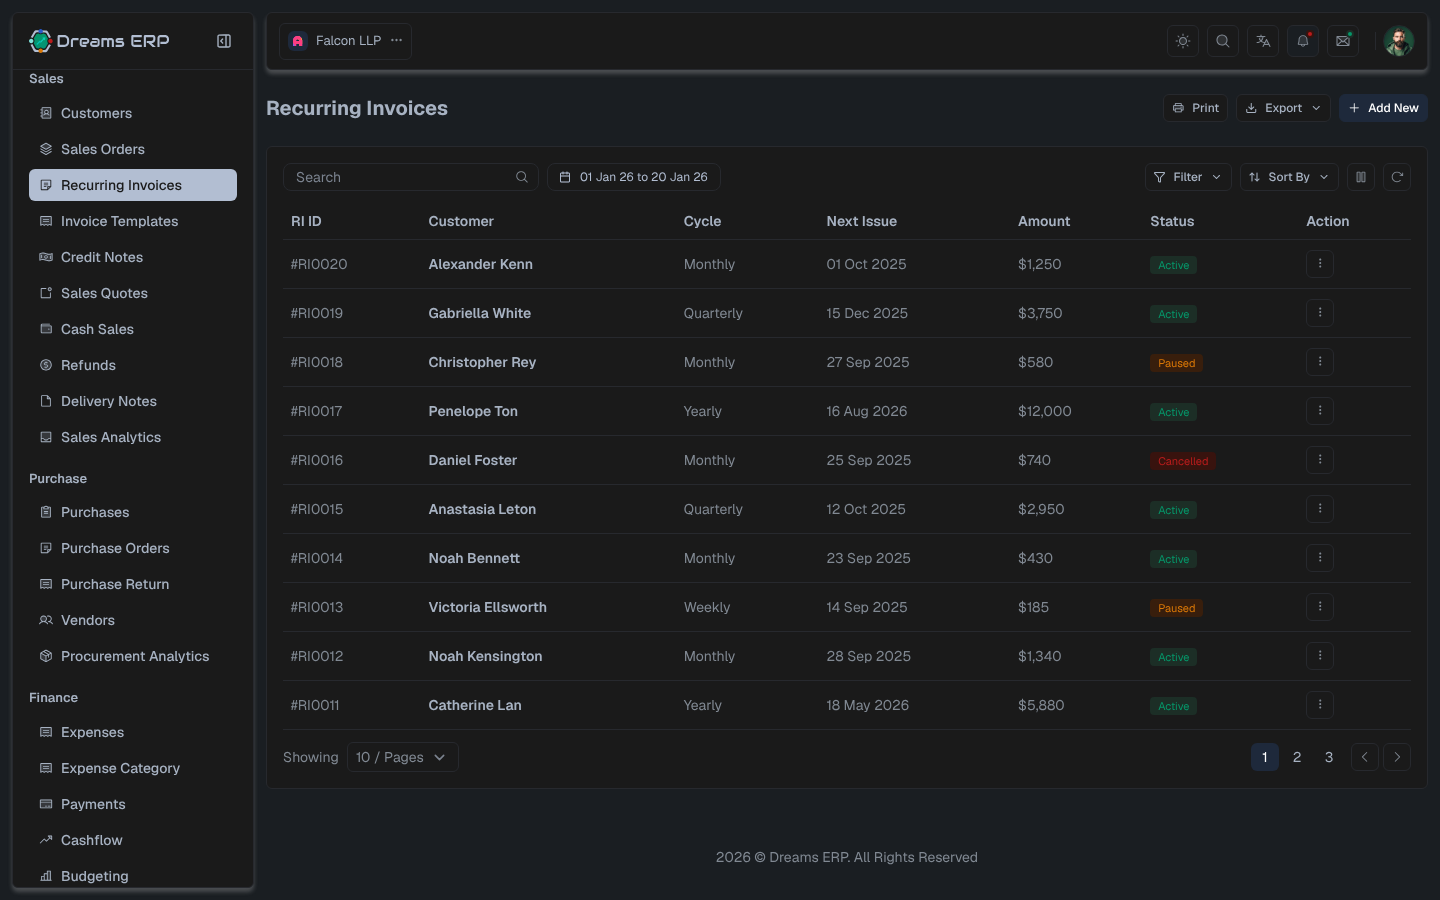 Dreams ERP
Sales
Customers
Sales Orders
Recurring Invoices
Invoice Templates
Credit Notes
Sales Quotes
Cash Sales
Refunds
Delivery Notes
Sales Analytics
Purchase
Purchases
Purchase Orders
Purchase Return
Vendors
Procurement Analytics
Finance
Expenses
Expense Category
Payments
Cashflow
Budgeting
Falcon LLP
Recurring Invoices
Print Export Add New
Search 01 Jan 26 to 20 Jan 26 Filter Sort By
RI ID Customer Cycle Next Issue Amount Status Action
#RI0020 Alexander Kenn Monthly 01 Oct 2025 $1,250 Active
#RI0019 Gabriella White Quarterly 15 Dec 2025 $3,750 Active
#RI0018 Christopher Rey Monthly 27 Sep 2025 $580 Paused
#RI0017 Penelope Ton Yearly 16 Aug 2026 $12,000 Active
#RI0016 Daniel Foster Monthly 25 Sep 2025 $740 Cancelled
#RI0015 Anastasia Leton Quarterly 12 Oct 2025 $2,950 Active
#RI0014 Noah Bennett Monthly 23 Sep 2025 $430 Active
#RI0013 Victoria Ellsworth Weekly 14 Sep 2025 $185 Paused
#RI0012 Noah Kensington Monthly 28 Sep 2025 $1,340 Active
#RI0011 Catherine Lan Yearly 18 May 2026 $5,880 Active
Showing 10 / Pages 1 2 3
2026 © Dreams ERP. All Rights Reserved